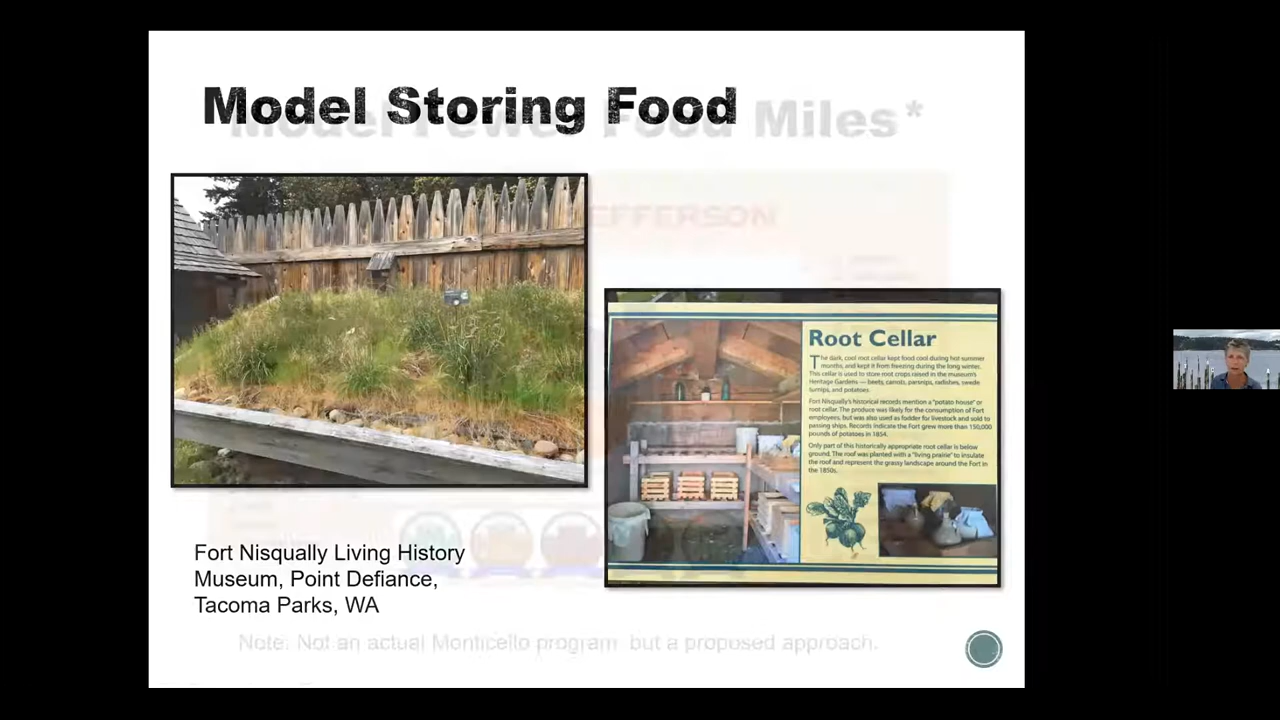 Model Storing Food
Model Fewer Food Miles*
JEFFERSON
Root Cellar
The dark, cool root cellar kept food cool during hot summer
months, and kept it from freezing during the long winter.
This cellar is used to store root crops raised in the museum's
Heritage Gardens — beets, carrots, parsnips, radishes, swede
turnips, and potatoes.
Fort Nisqually's historical records mention a "potato house" or
root cellar. The produce was likely for the consumption of Fort
employees, but was also used as fodder for livestock and sold to
passing ships. Records indicate the Fort grew more than 150,000
pounds of potatoes in 1854.
Only part of this historically appropriate root cellar is below
ground. The roof was planted with a "living prairie" to insulate
the roof and represent the grassy landscape around the Fort in
the 1850s.
Fort Nisqually Living History
Museum, Point Defiance,
Tacoma Parks, WA
Note: Not an actual Monticello program but a proposed approach.